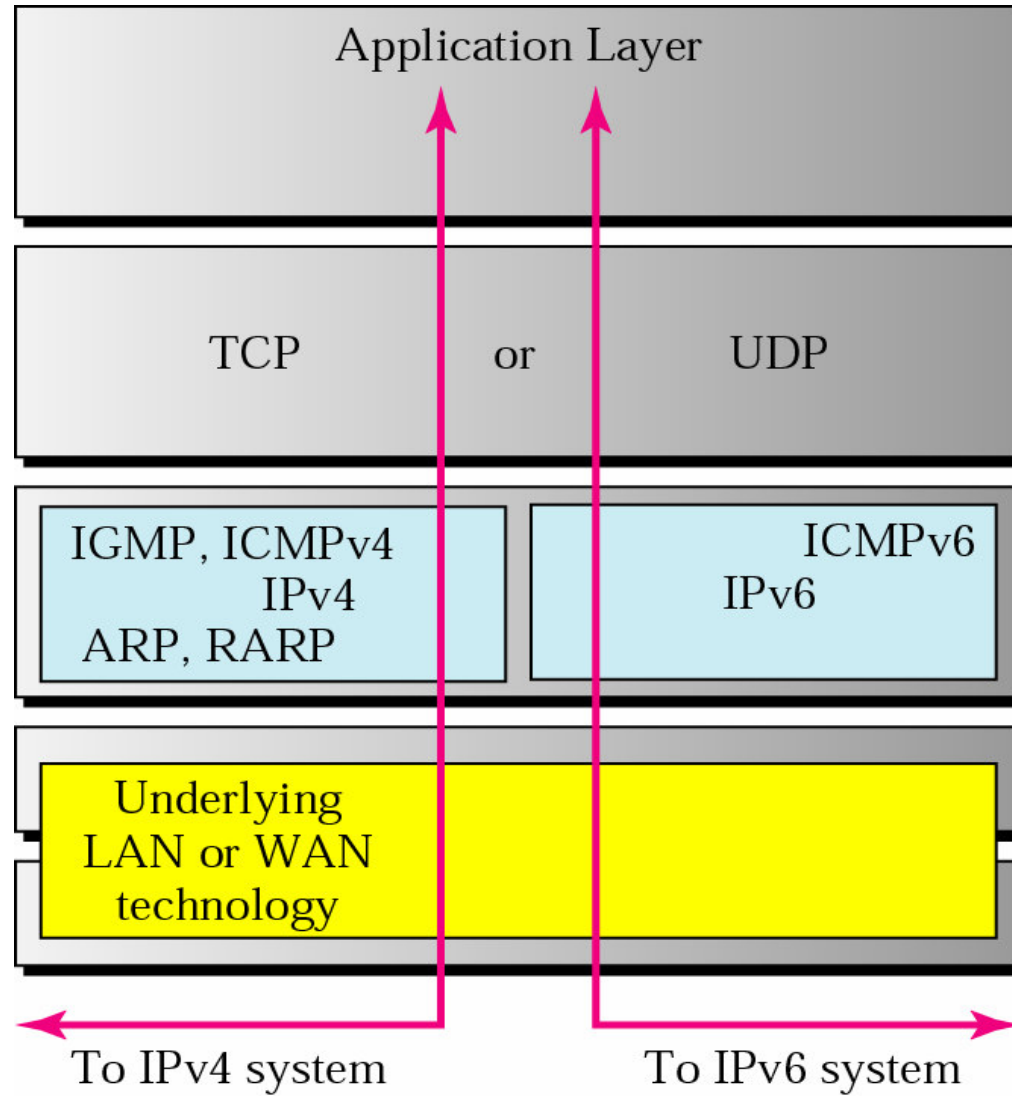 Application Layer
TCP or UDP
IGMP, ICMPv4
IPv4
ARP, RARP
ICMPv6
IPv6
Underlying
LAN or WAN
technology
To IPv4 system
To IPv6 system